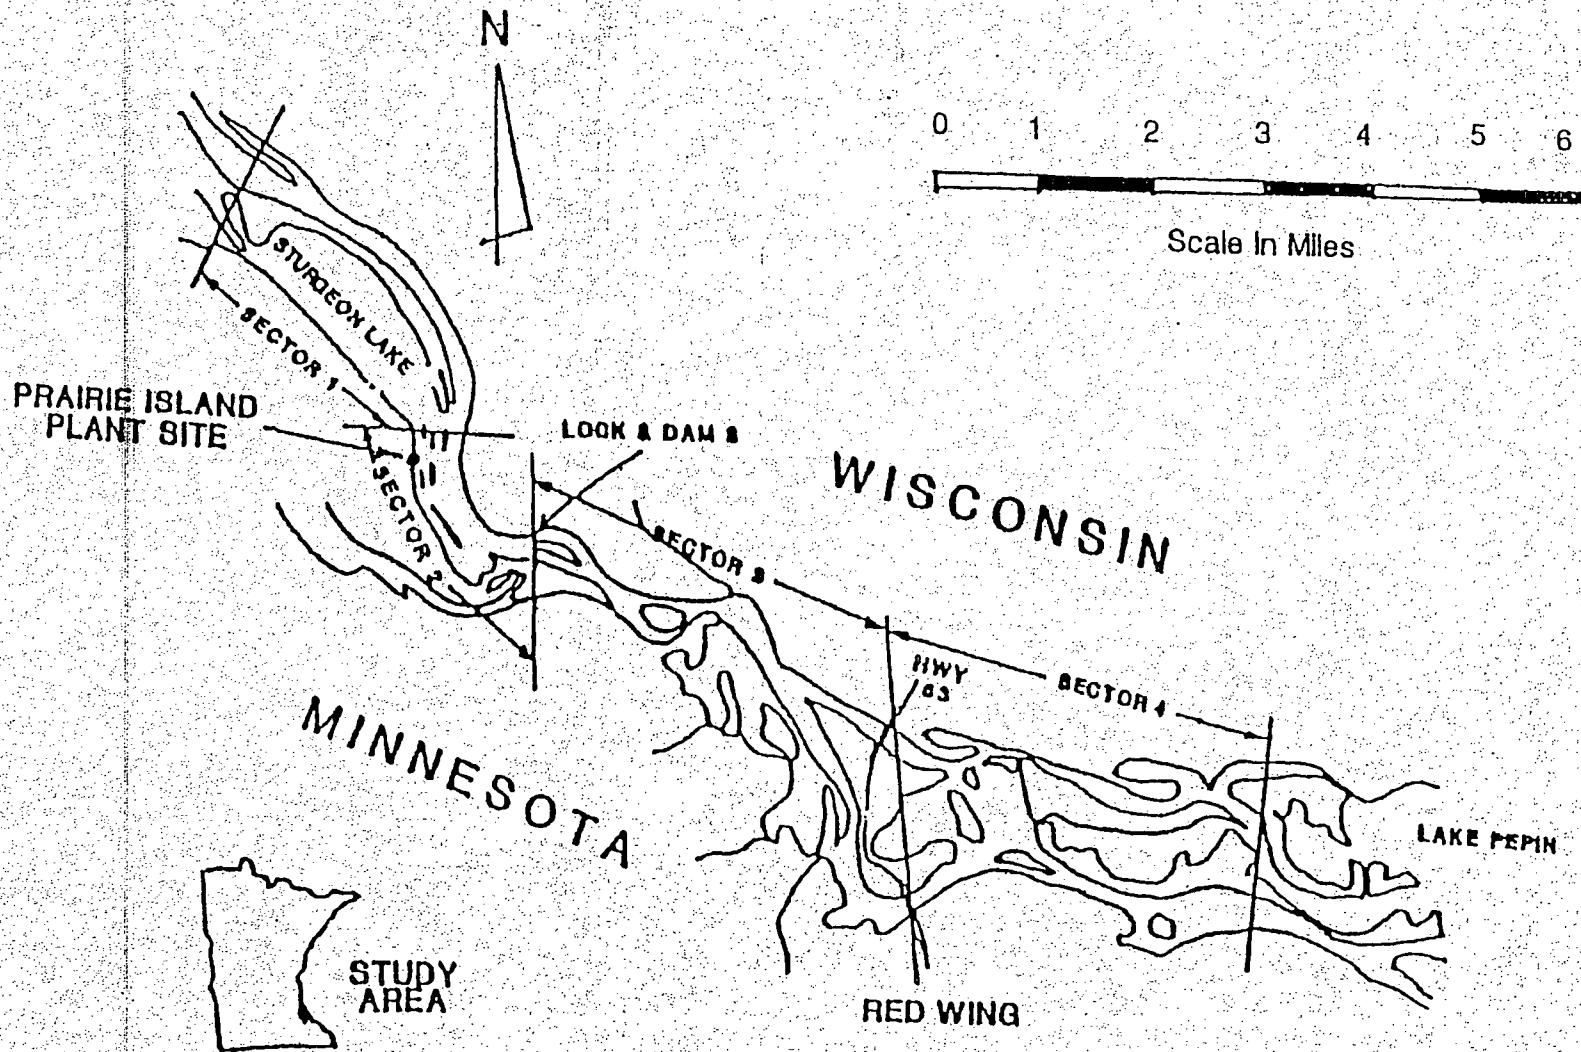 N
0 1 2 3 4 5 6
Scale In Miles
STURGEON LAKE
SECTOR 1
PRAIRIE ISLAND
PLANT SITE
LOCK & DAM 3
SECTOR 2
WISCONSIN
SECTOR 3
HWY
63
SECTOR 4
MINNESOTA
LAKE PEPIN
STUDY
AREA
RED WING